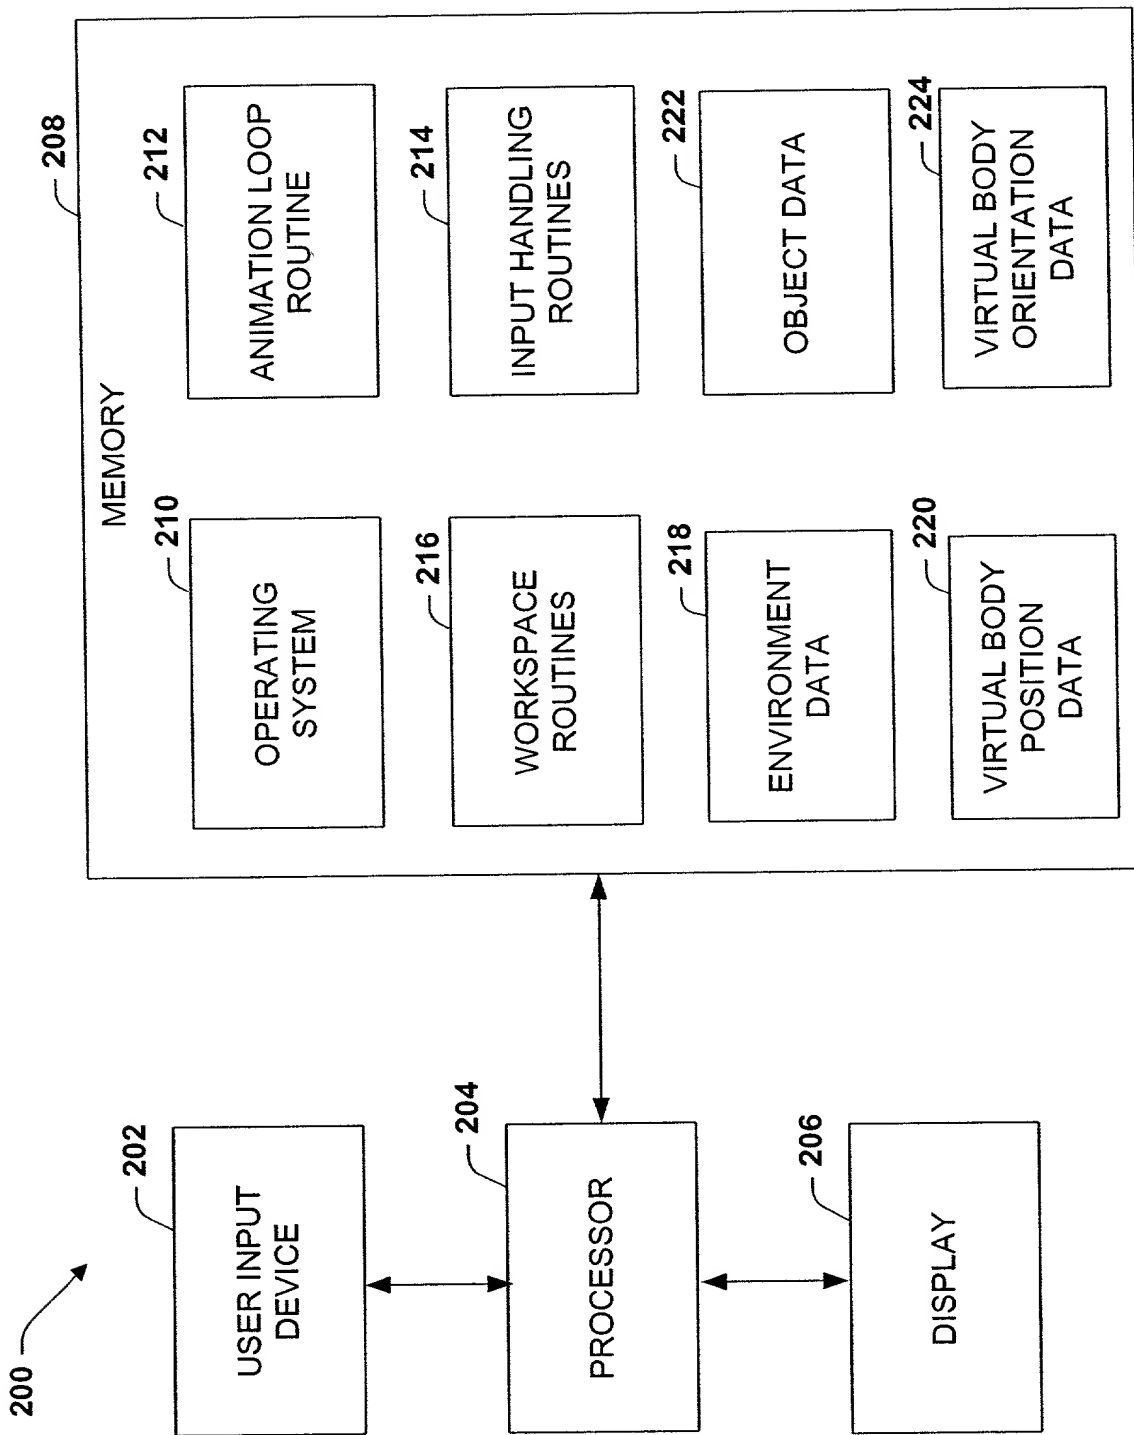 200
202
USER INPUT
DEVICE
204
PROCESSOR
206
DISPLAY
208
MEMORY
210
OPERATING
SYSTEM
212
ANIMATION LOOP
ROUTINE
216
WORKSPACE
ROUTINES
214
INPUT HANDLING
ROUTINES
218
ENVIRONMENT
DATA
222
OBJECT DATA
220
VIRTUAL BODY
POSITION
DATA
224
VIRTUAL BODY
ORIENTATION
DATA